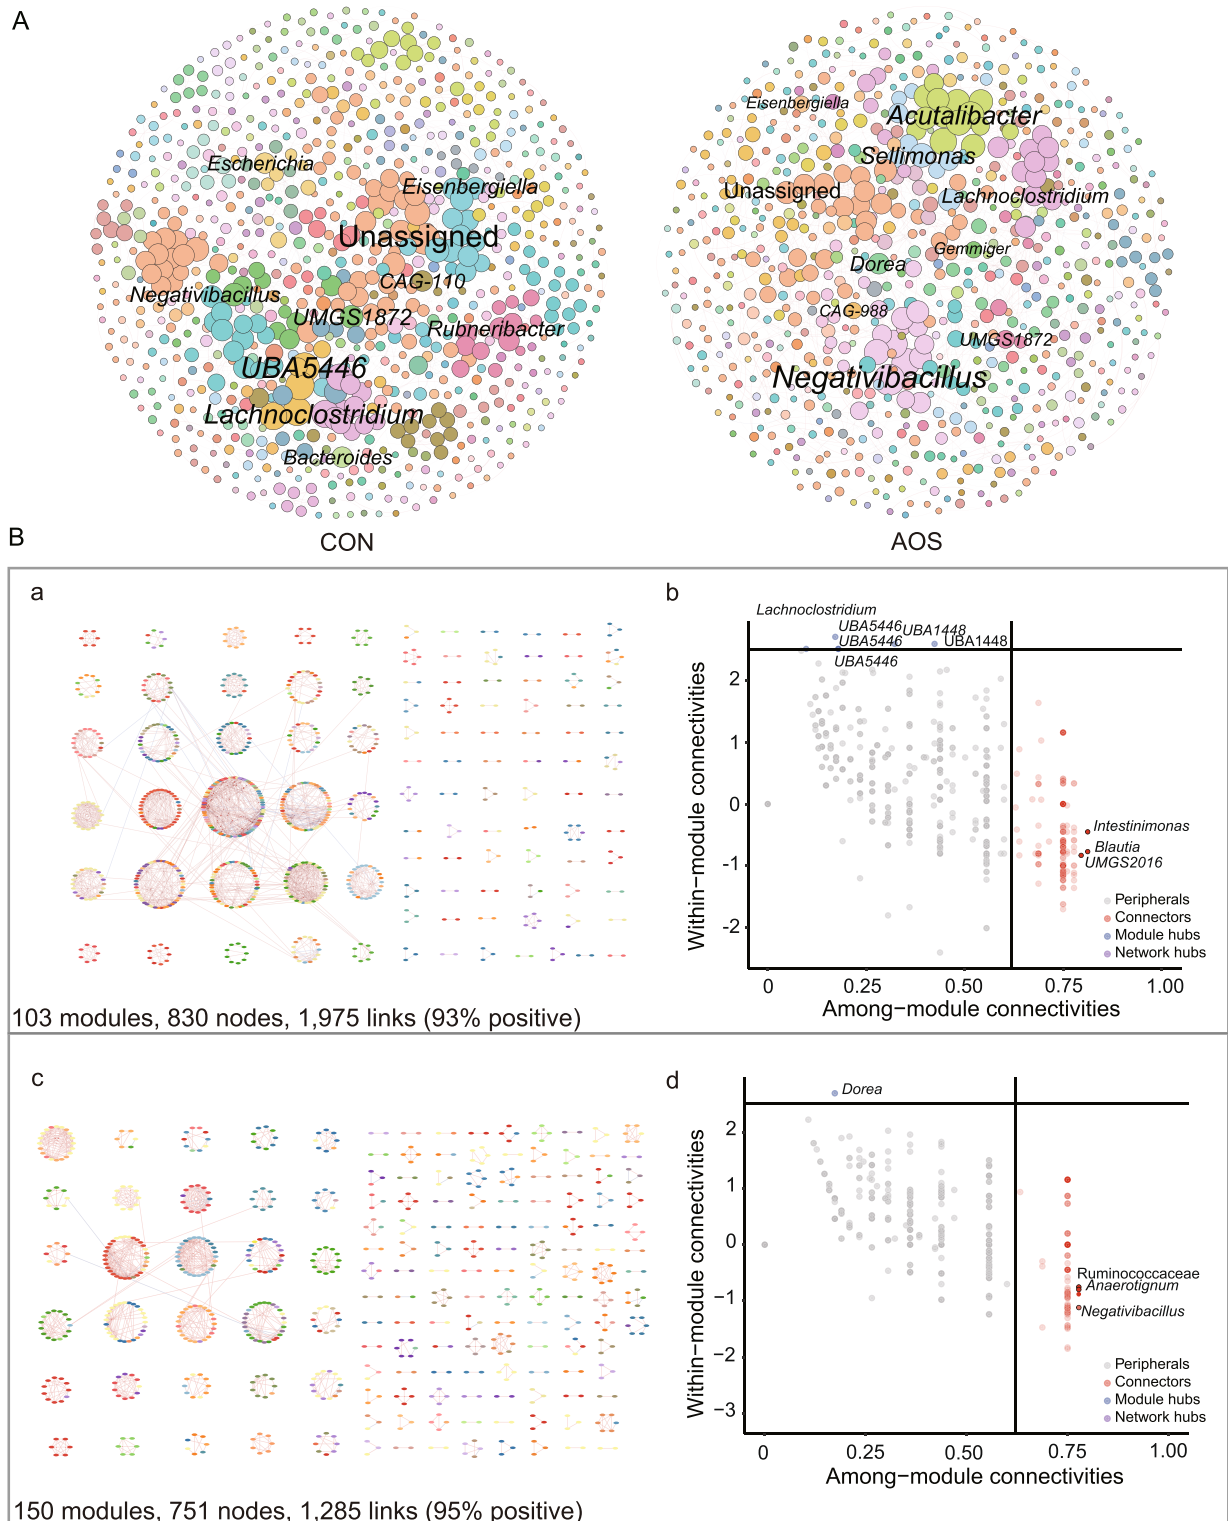 A
Escherichia
Eisenbergiella
Unassigned
CAG-110
Negativibacillus
UMGS1872
Rubneribacter
UBA5446
Lachnoclostridium
Bacteroides
CON
Eisenbergiella
Acutalibacter
Sellimonas
Unassigned
Lachnoclostridium
Gemmiger
Dorea
CAG-988
UMGS1872
Negativibacillus
AOS
B
a
103 modules, 830 nodes, 1,975 links (93% positive)
b
Lachnoclostridium
UBA5446
UBA1448
UBA5446
UBA1448
UBA5446
Within-module connectivities
2
1
0
-1
-2
Intestinimonas
Blautia
UMGS2016
Peripherals
Connectors
Module hubs
Network hubs
0 0.25 0.50 0.75 1.00
Among-module connectivities
c
150 modules, 751 nodes, 1,285 links (95% positive)
d
Dorea
Within-module connectivities
2
1
0
-1
-2
-3
Ruminococcaceae
Anaerotignum
Negativibacillus
Peripherals
Connectors
Module hubs
Network hubs
0 0.25 0.50 0.75 1.00
Among-module connectivities